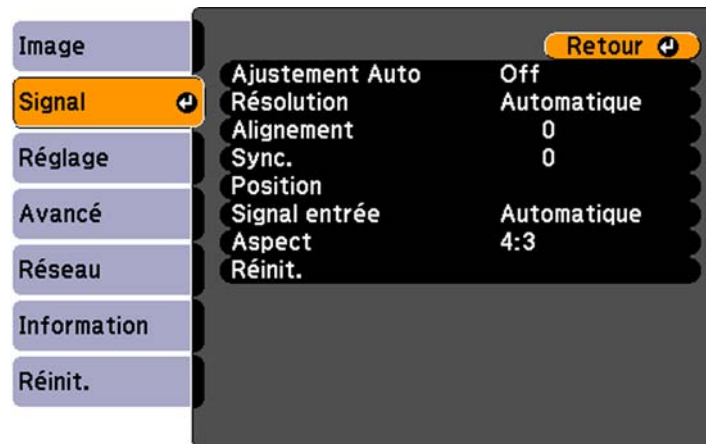 Image
Signal
Réglage
Avancé
Réseau
Information
Réinit.
Retour
Ajustement Auto Off
Résolution Automatique
Alignement 0
Sync. 0
Position
Signal entrée Automatique
Aspect 4:3
Réinit.